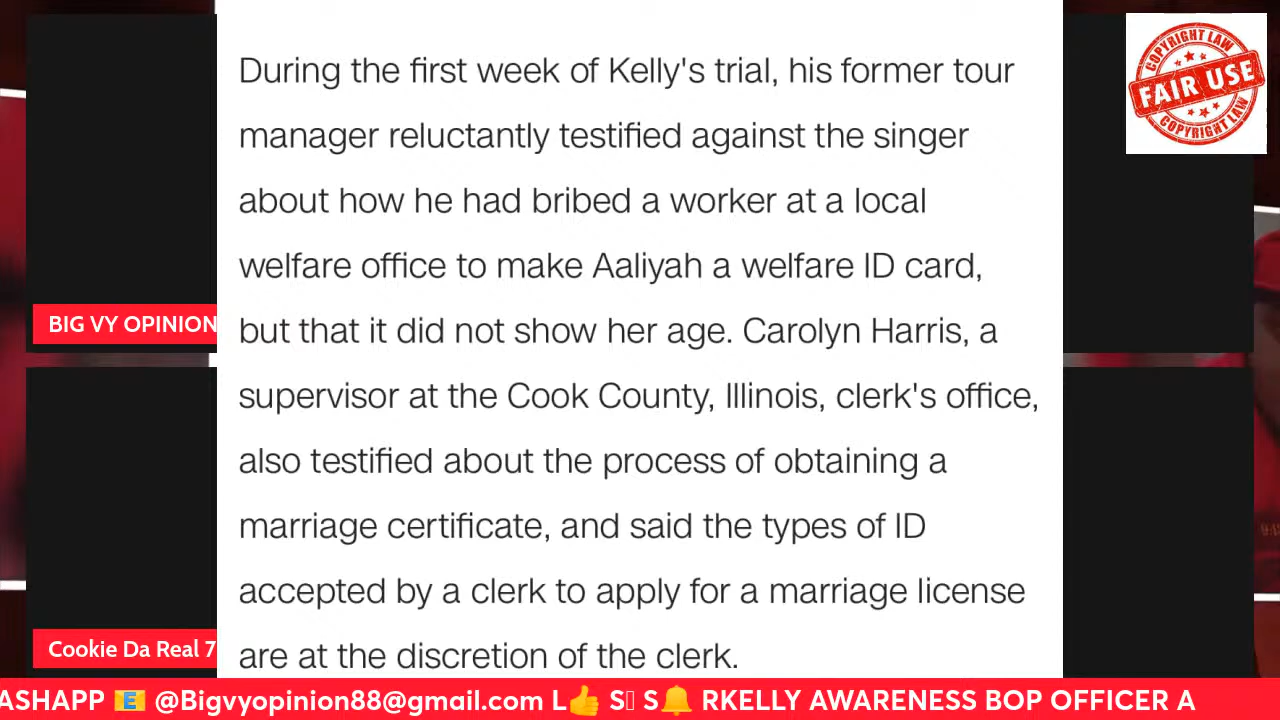 During the first week of Kelly's trial, his former tour
manager reluctantly testified against the singer
about how he had bribed a worker at a local
welfare office to make Aaliyah a welfare ID card,
but that it did not show her age. Carolyn Harris, a
supervisor at the Cook County, Illinois, clerk's office,
also testified about the process of obtaining a
marriage certificate, and said the types of ID
accepted by a clerk to apply for a marriage license
are at the discretion of the clerk.
COPYRIGHT LAW
FAIR USE
COPYRIGHT LAW
BIG VY OPINION
Cookie Da Real 7
ASHAPP 📧 @Bigvyopinion88@gmail.com L👍 S S🔔 RKELLY AWARENESS BOP OFFICER A